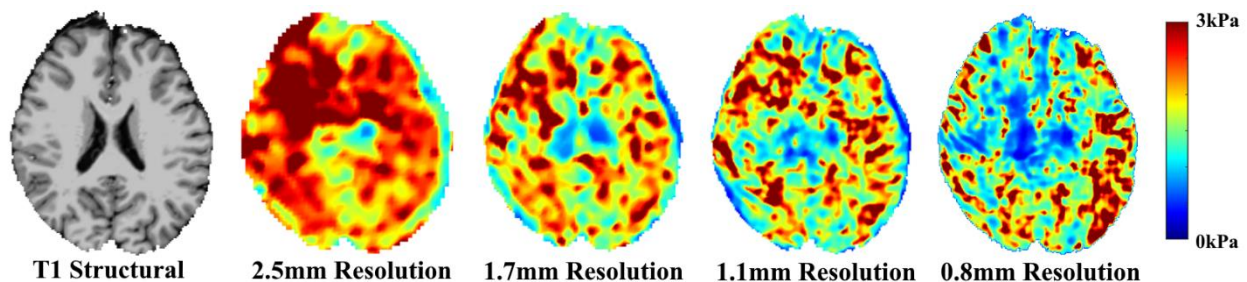 3kPa
0kPa
T1 Structural
2.5mm Resolution
1.7mm Resolution
1.1mm Resolution
0.8mm Resolution